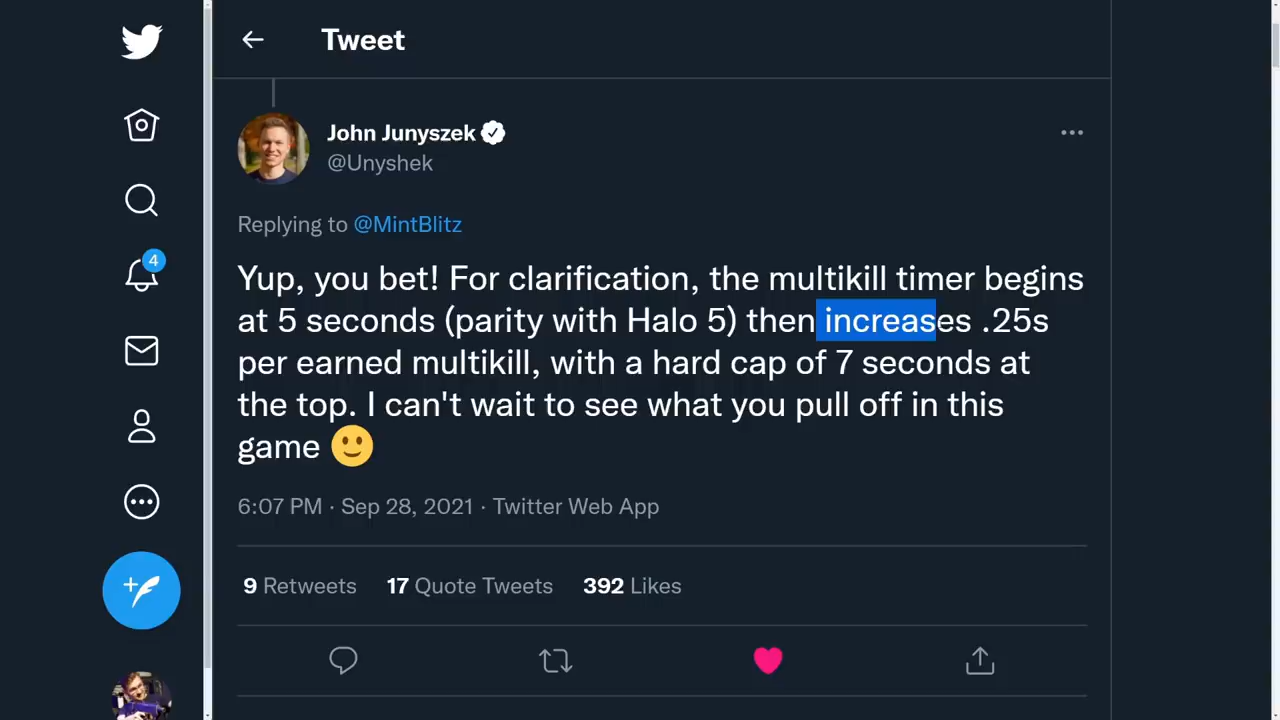 Tweet
John Junyszek
@Unyshek
Replying to @MintBlitz
4
Yup, you bet! For clarification, the multikill timer begins
at 5 seconds (parity with Halo 5) then increases .25s
per earned multikill, with a hard cap of 7 seconds at
the top. I can't wait to see what you pull off in this
game 🙂
6:07 PM · Sep 28, 2021 · Twitter Web App
9 Retweets 17 Quote Tweets 392 Likes